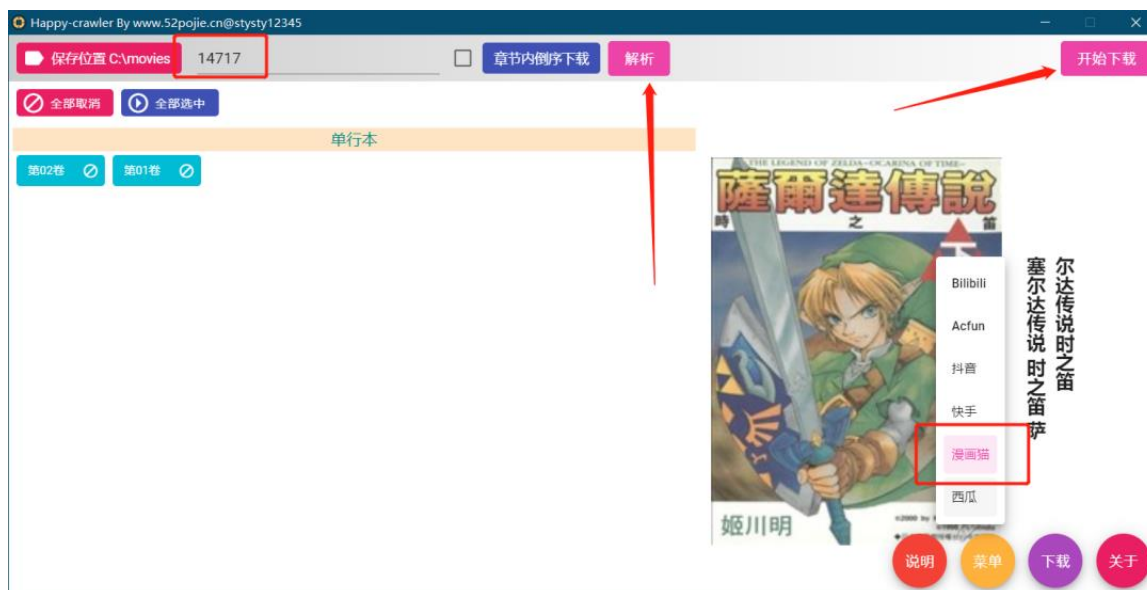 Happy-crawler By www.52pojie.cn@stysty12345
保存位置 C:\movies
14717
章节内倒序下载
解析
开始下载
全部取消
全部选中
单行本
第02卷
第01卷
THE LEGEND OF ZELDA-OCARINA OF TIME-
薩爾達傳說
時之笛
下
姬川明
Bilibili
Acfun
抖音
快手
漫画猫
西瓜
尔达传说时之笛
塞尔达传说 时之笛 萨
说明
菜单
下载
关于